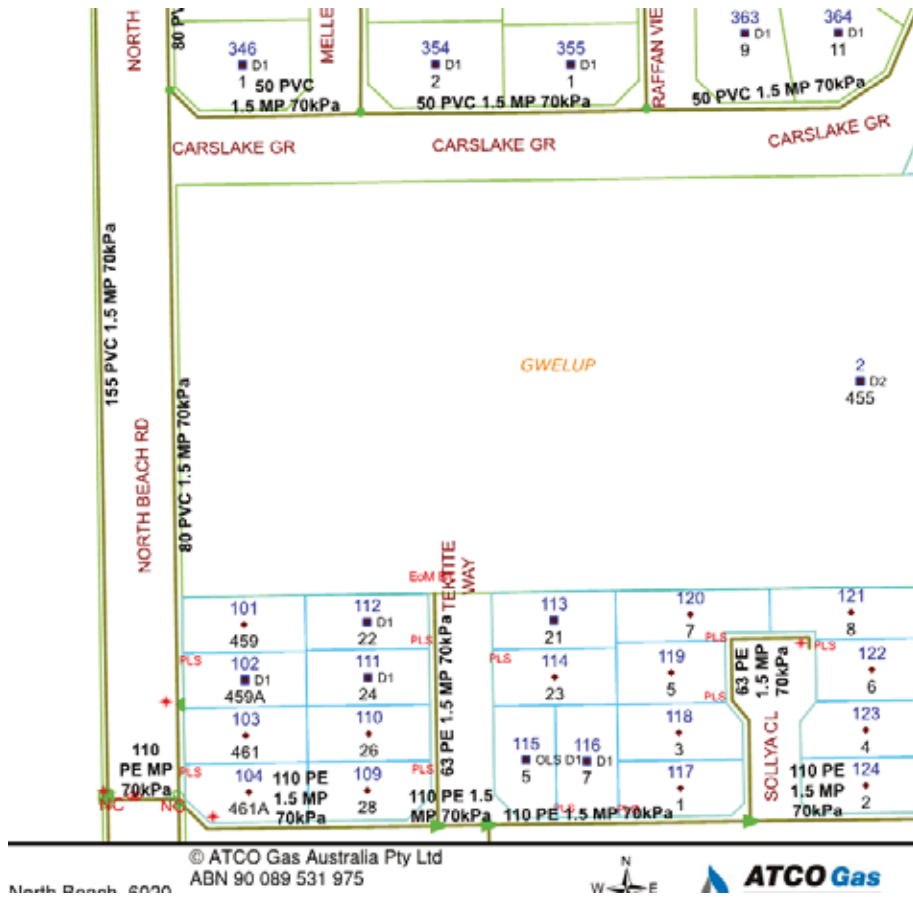 NORTH
80 PV
346
D1
1
MELLE
354
D1
2
355
D1
1
RAFFAN VIE
363
D1
9
364
D1
11
50 PVC
1.5 MP 70kPa
50 PVC 1.5 MP 70kPa
50 PVC 1.5 MP 70kPa
CARSLAKE GR
CARSLAKE GR
CARSLAKE GR
155 PVC 1.5 MP 70kPa
NORTH BEACH RD
80 PVC 1.5 MP 70kPa
GWELUP
2
D2
455
EoM
TEKTITE
WAY
63 PE 1.5 MP 70kPa
101
459
112
D1
22
PLS
PLS
102
D1
459A
111
D1
24
103
461
110
26
PLS
PLS
104
461A
109
28
113
21
PLS
114
23
120
7
PLS
121
8
119
5
PLS
122
6
PLS
63 PE
1.5 MP
70kPa
118
3
123
4
115
OLS
5
116
D1
D1
7
117
1
124
2
SOLLYA CL
110
PE MP
70kPa
NC
110 PE
1.5 MP
70kPa
110 PE 1.5
MP 70kPa
110 PE 1.5 MP 70kPa
110 PE
1.5 MP
70kPa
© ATCO Gas Australia Pty Ltd
ABN 90 089 531 975
North Beach, 6020
N
W
E
ATCO Gas